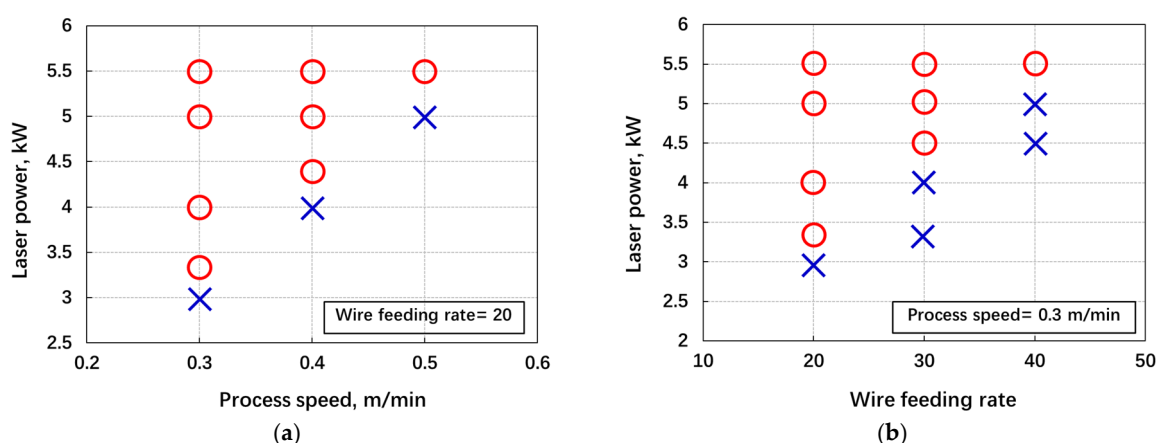 6
5.5
5
4.5
4
3.5
3
2.5
Laser power, kW
Wire feeding rate= 20
0.2 0.3 0.4 0.5 0.6
Process speed, m/min
(a)
6
5.5
5
4.5
4
3.5
3
2.5
2
Laser power, kW
Process speed= 0.3 m/min
10 20 30 40 50
Wire feeding rate
(b)